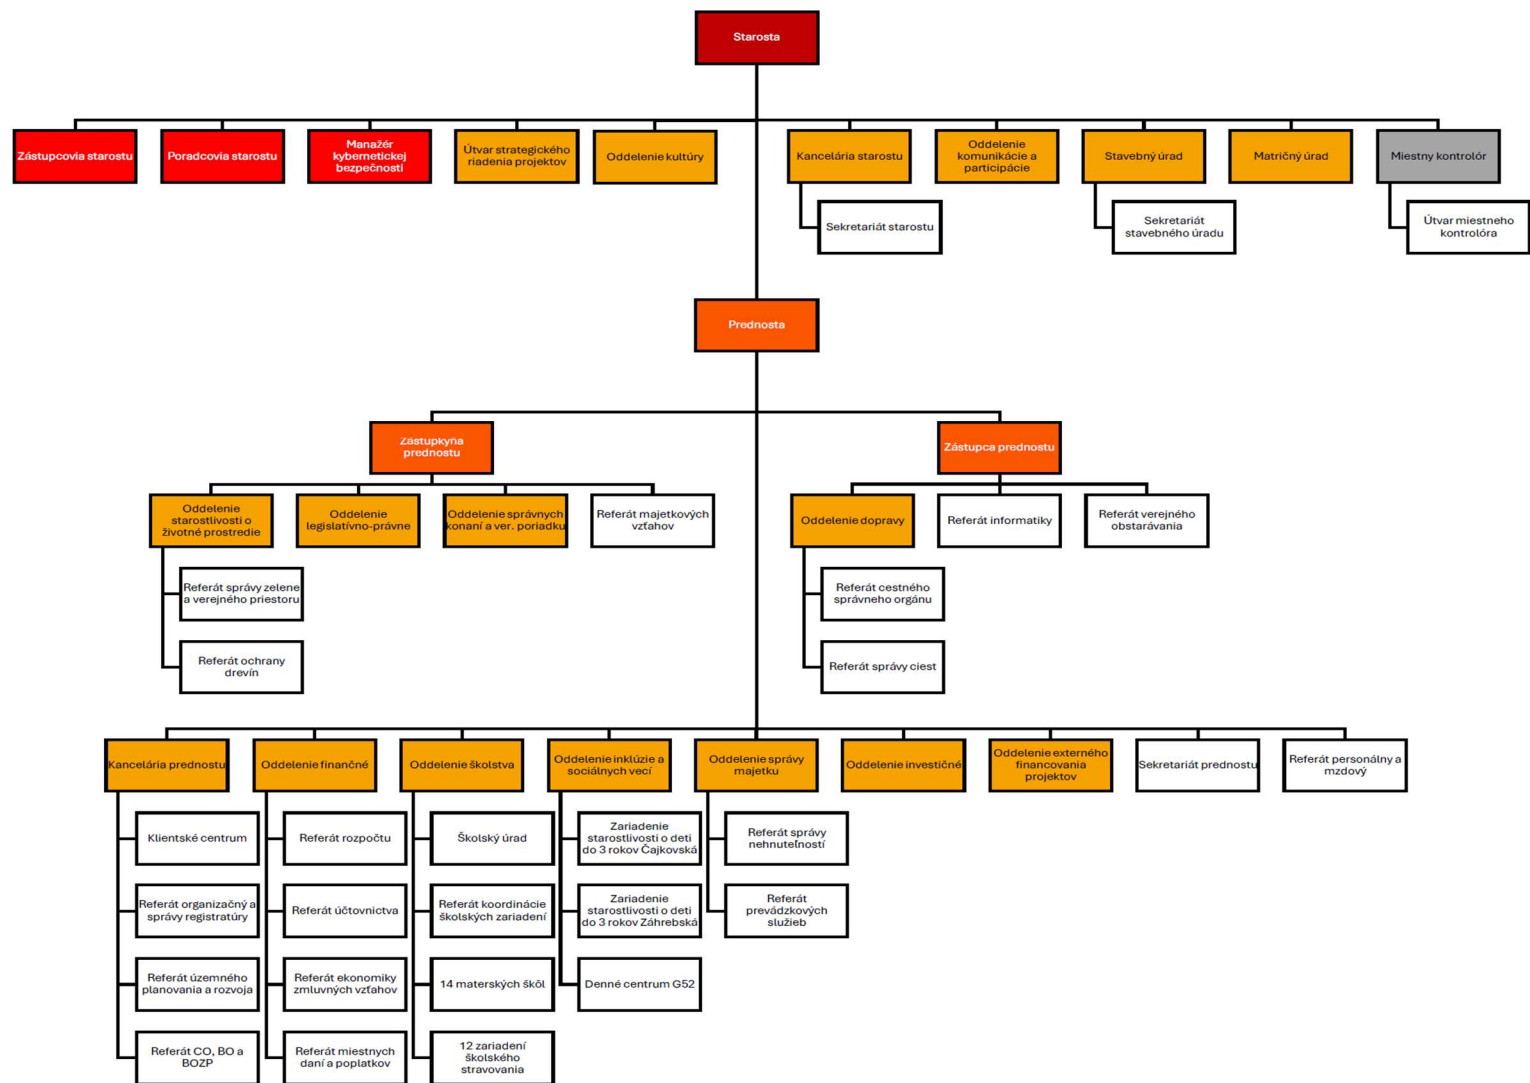 Starosta
Zástupcovia starostu
Poradcovia starostu
Manažér
kybernetickej
bezpečnosti
Útvar strategického
riadenia projektov
Oddelenie kultúry
Kancelária starostu
Oddelenie
komunikácie a
participácie
Stavebný úrad
Matričný úrad
Miestny kontrolór
Sekretariát starostu
Sekretariát
stavebného úradu
Útvar miestneho
kontrolóra
Prednosta
Zástupkyňa
prednostu
Zástupca prednostu
Oddelenie
starostlivosti o
životné prostredie
Oddelenie
legislatívno-právne
Oddelenie správnych
konaní a ver. poriadku
Referát majetkových
vzťahov
Oddelenie dopravy
Referát informatiky
Referát verejného
obstarávania
Referát správy zelene
a verejného priestoru
Referát cestného
správneho orgánu
Referát ochrany
drevín
Referát správy ciest
Kancelária prednostu
Oddelenie finančné
Oddelenie školstva
Oddelenie inklúzie a
sociálnych vecí
Oddelenie správy
majetku
Oddelenie investičné
Oddelenie externého
financovania
projektov
Sekretariát prednostu
Referát personálny a
mzdový
Klientské centrum
Referát rozpočtu
Školský úrad
Zariadenie
starostlivosti o deti
do 3 rokov Čajkovská
Referát správy
nehnuteľností
Referát organizačný a
správy registratúry
Referát účtovnictva
Referát koordinácie
školských zariadení
Zariadenie
starostlivosti o deti
do 3 rokov Záhrebská
Referát
prevádzkových
služieb
Referát územného
planovania a rozvoja
Referát ekonomiky
zmluvných vzťahov
14 materských škôl
Denné centrum G52
Referát CO, BO a
BOZP
Referát miestnych
daní a poplatkov
12 zariadení
školského
stravovania